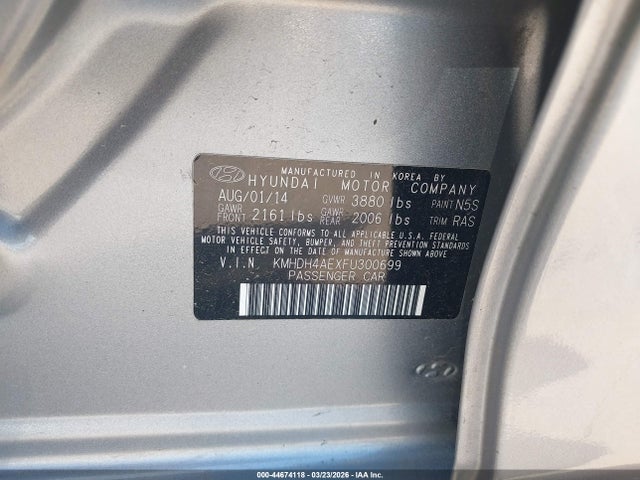 MANUFACTURED IN KOREA BY
HYUNDAI MOTOR COMPANY
AUG/01/14 GVWR 3880 lbs PAINT N5S
GAWR FRONT 2161 lbs GAWR REAR 2006 lbs TRIM RAS
THIS VEHICLE CONFORMS TO ALL APPLICABLE U.S.A. FEDERAL
MOTOR VEHICLE SAFETY, BUMPER, AND THEFT PREVENTION
STANDARDS IN EFFECT ON THE DATE OF MANUFACTURE SHOWN ABOVE
V.I.N KMHDH4AEXFU300699
PASSENGER CAR
000-44674118 - 03/23/2026 - IAA Inc.